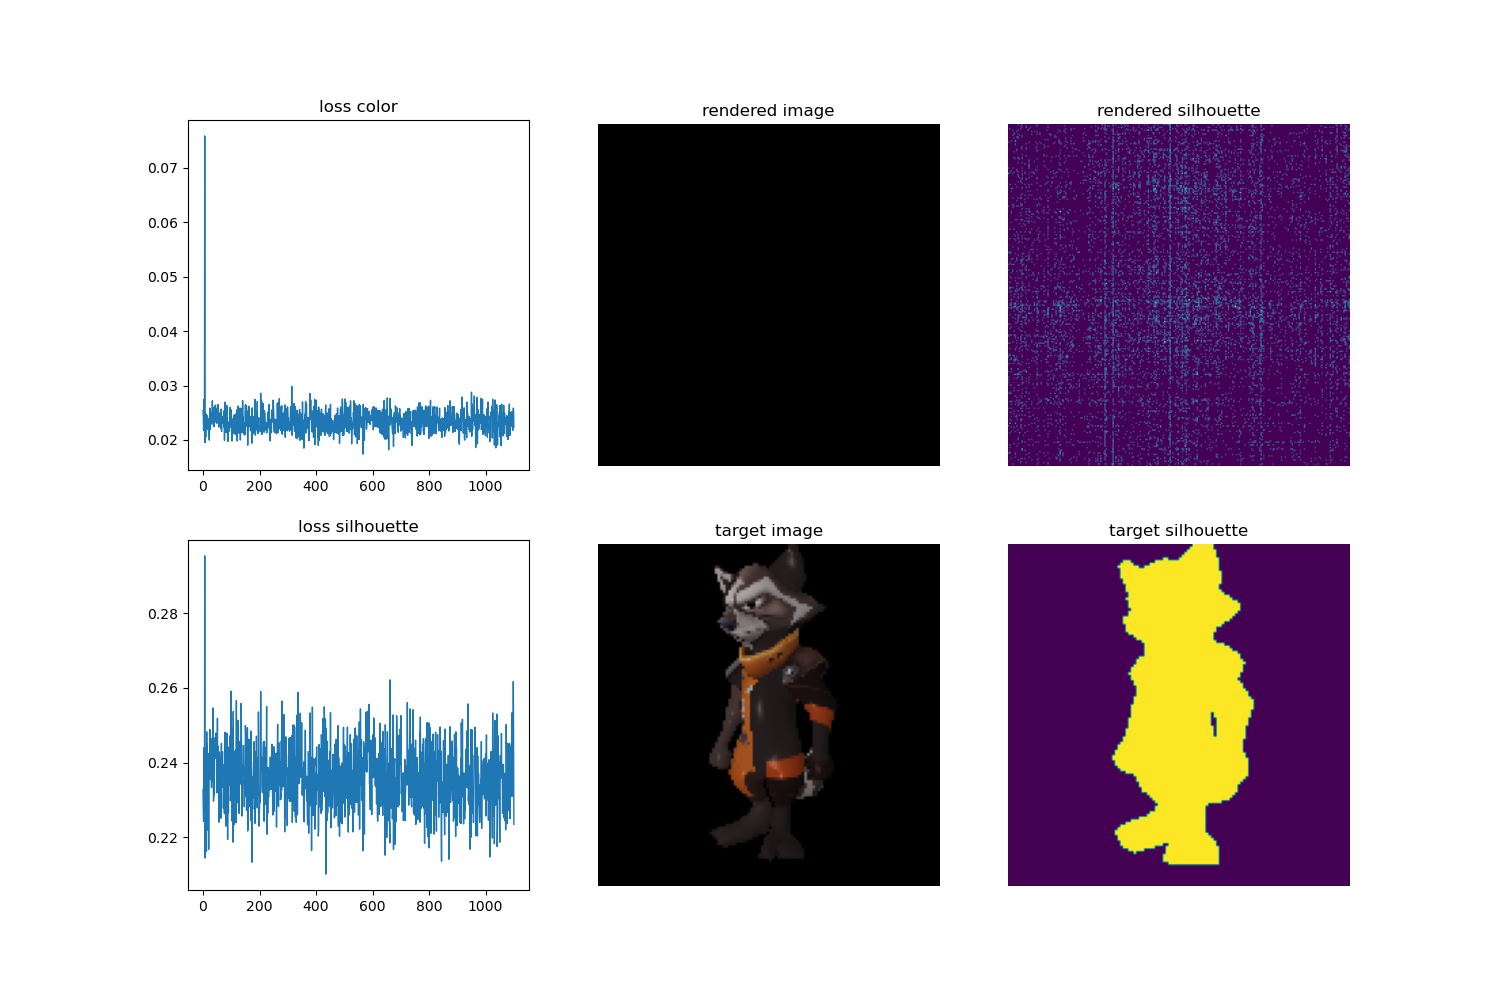 loss color
0.07
0.06
0.05
0.04
0.03
0.02
0 200 400 600 800 1000
rendered image
rendered silhouette
loss silhouette
0.28
0.26
0.24
0.22
0 200 400 600 800 1000
target image
target silhouette